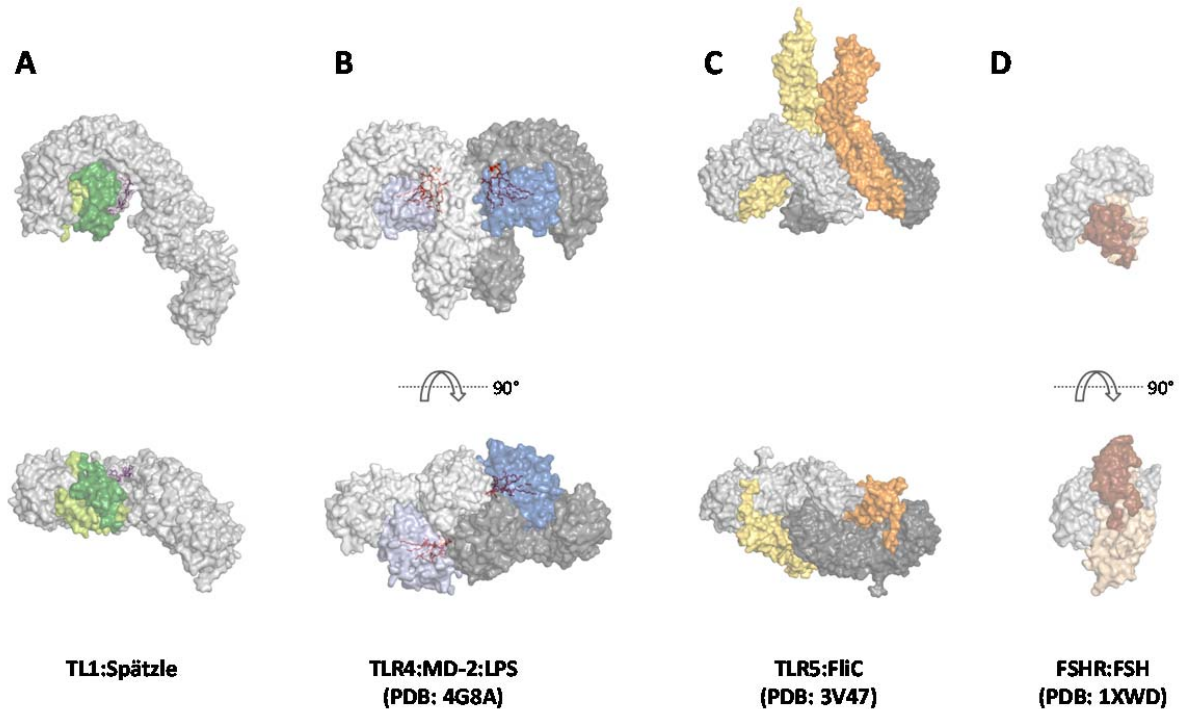 A
B
C
D
90°
90°
TL1:Spätzle
TLR4:MD-2:LPS
(PDB: 4G8A)
TLR5:FliC
(PDB: 3V47)
FSHR:FSH
(PDB: 1XWD)